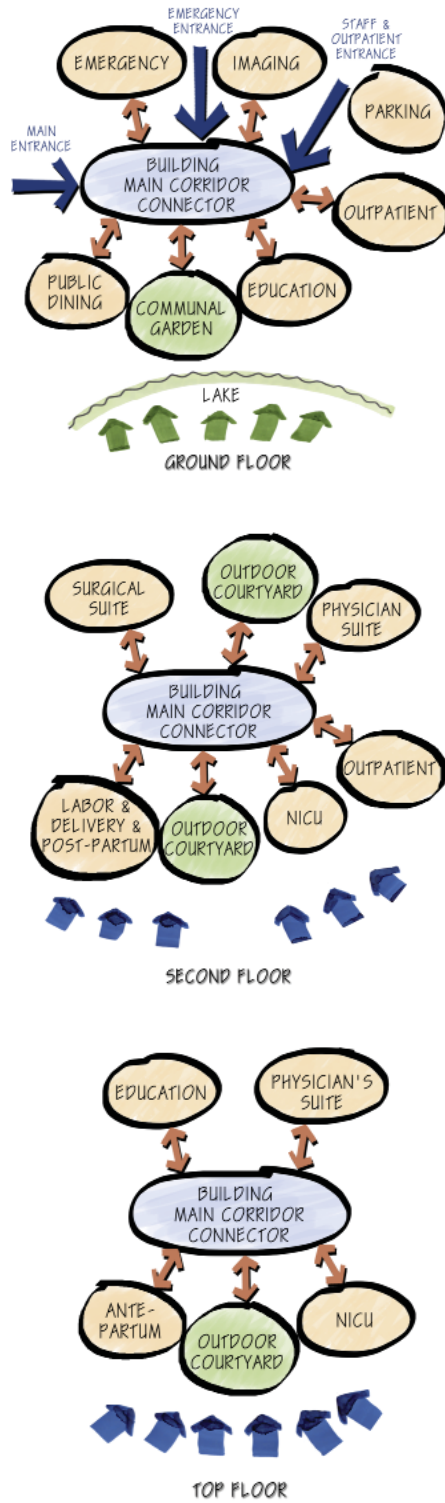 EMERGENCY
ENTRANCE
STAFF &
OUTPATIENT
ENTRANCE
EMERGENCY
IMAGING
PARKING
MAIN
ENTRANCE
BUILDING
MAIN CORRIDOR
CONNECTOR
OUTPATIENT
PUBLIC
DINING
COMMUNAL
GARDEN
EDUCATION
LAKE
GROUND FLOOR
SURGICAL
SUITE
OUTDOOR
COURTYARD
PHYSICIAN
SUITE
BUILDING
MAIN CORRIDOR
CONNECTOR
OUTPATIENT
LABOR &
DELIVERY &
POST-PARTUM
OUTDOOR
COURTYARD
NICU
SECOND FLOOR
EDUCATION
PHYSICIAN'S
SUITE
BUILDING
MAIN CORRIDOR
CONNECTOR
ANTE-
PARTUM
OUTDOOR
COURTYARD
NICU
TOP FLOOR